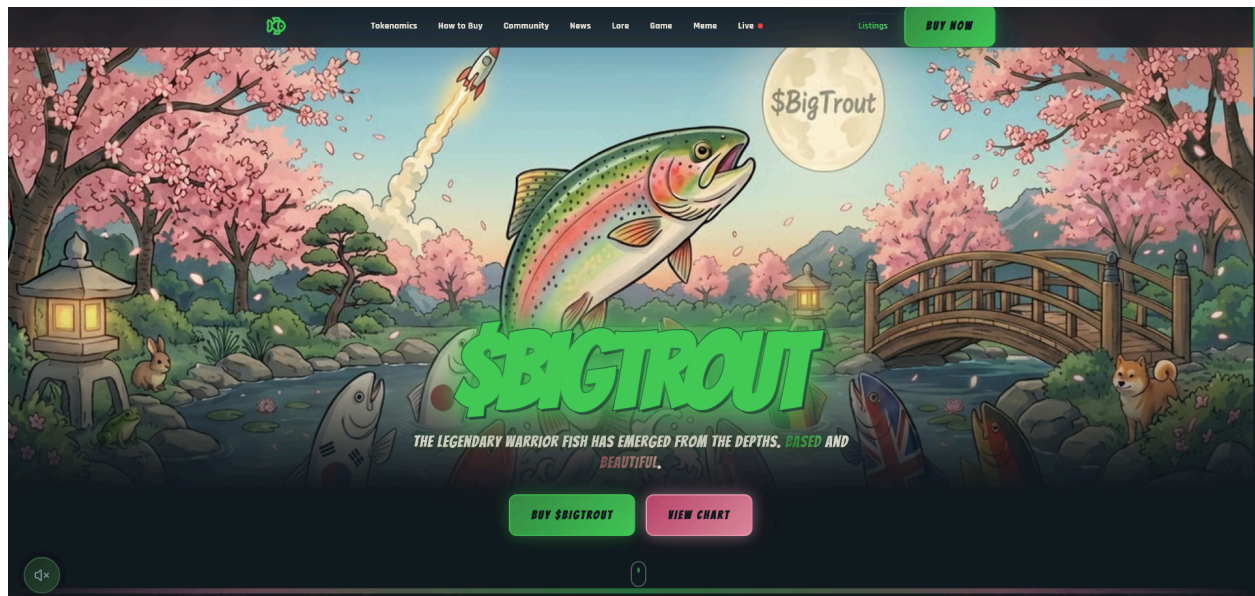 Tokenomics How to Buy Community News Lore Game Meme Live Listings BUY NOW
$BigTrout
$BIGTROUT
THE LEGENDARY WARRIOR FISH HAS EMERGED FROM THE DEPTHS. BASED AND
BEAUTIFUL.
BUY $BIGTROUT VIEW CHART